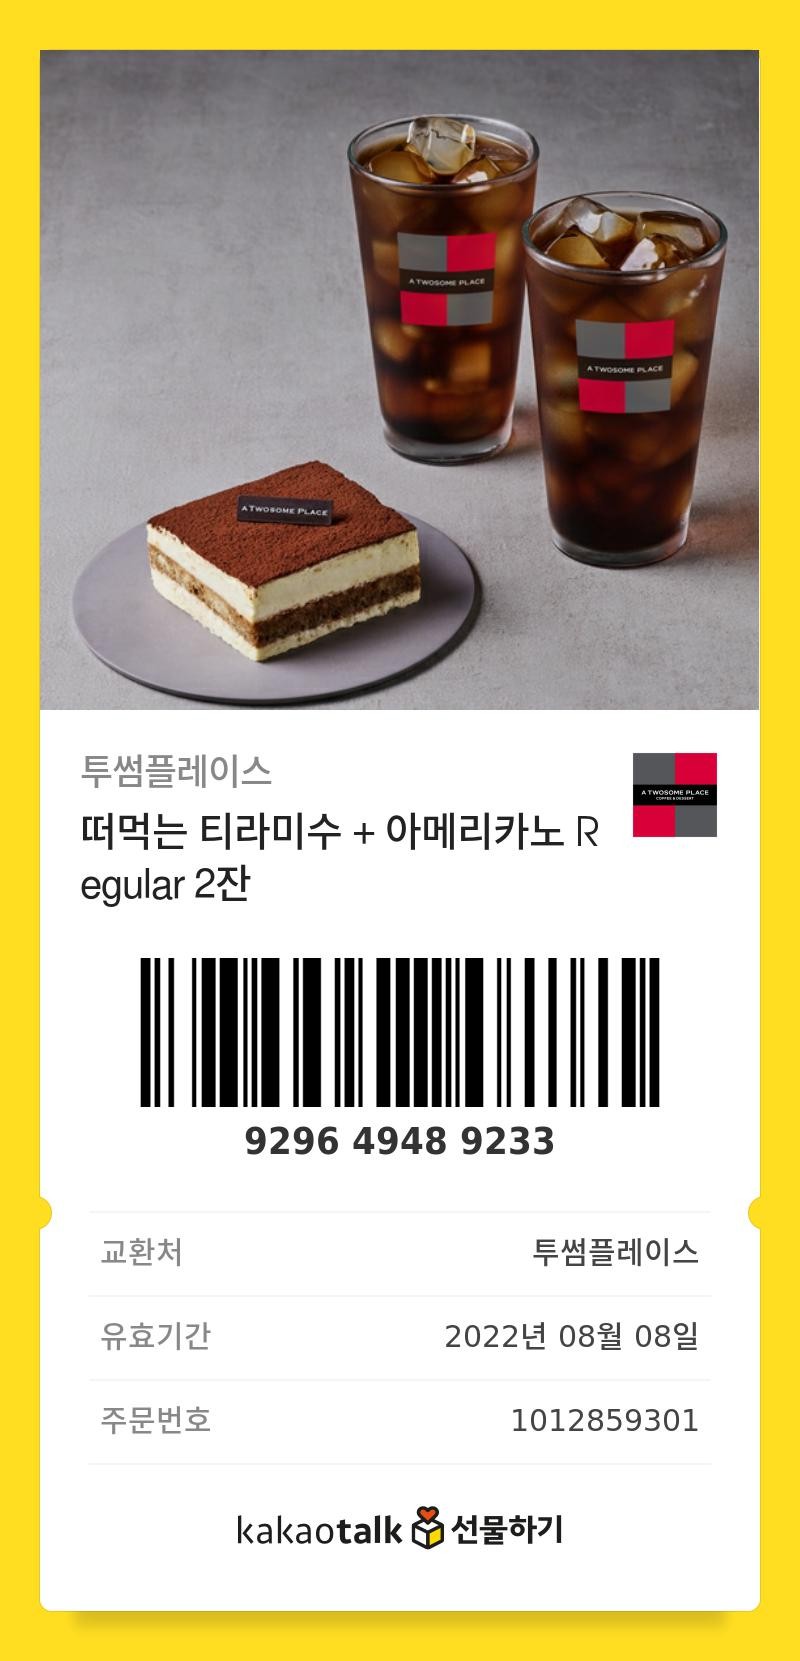 A TWOSOME PLACE
A TWOSOME PLACE
A TWOSOME PLACE
투썸플레이스
A TWOSOME PLACE
COFFEE & DESSERT
떠먹는 티라미수 + 아메리카노 R
egular 2잔
9296 4948 9233
교환처 투썸플레이스
유효기간 2022년 08월 08일
주문번호 1012859301
kakaotalk 선물하기